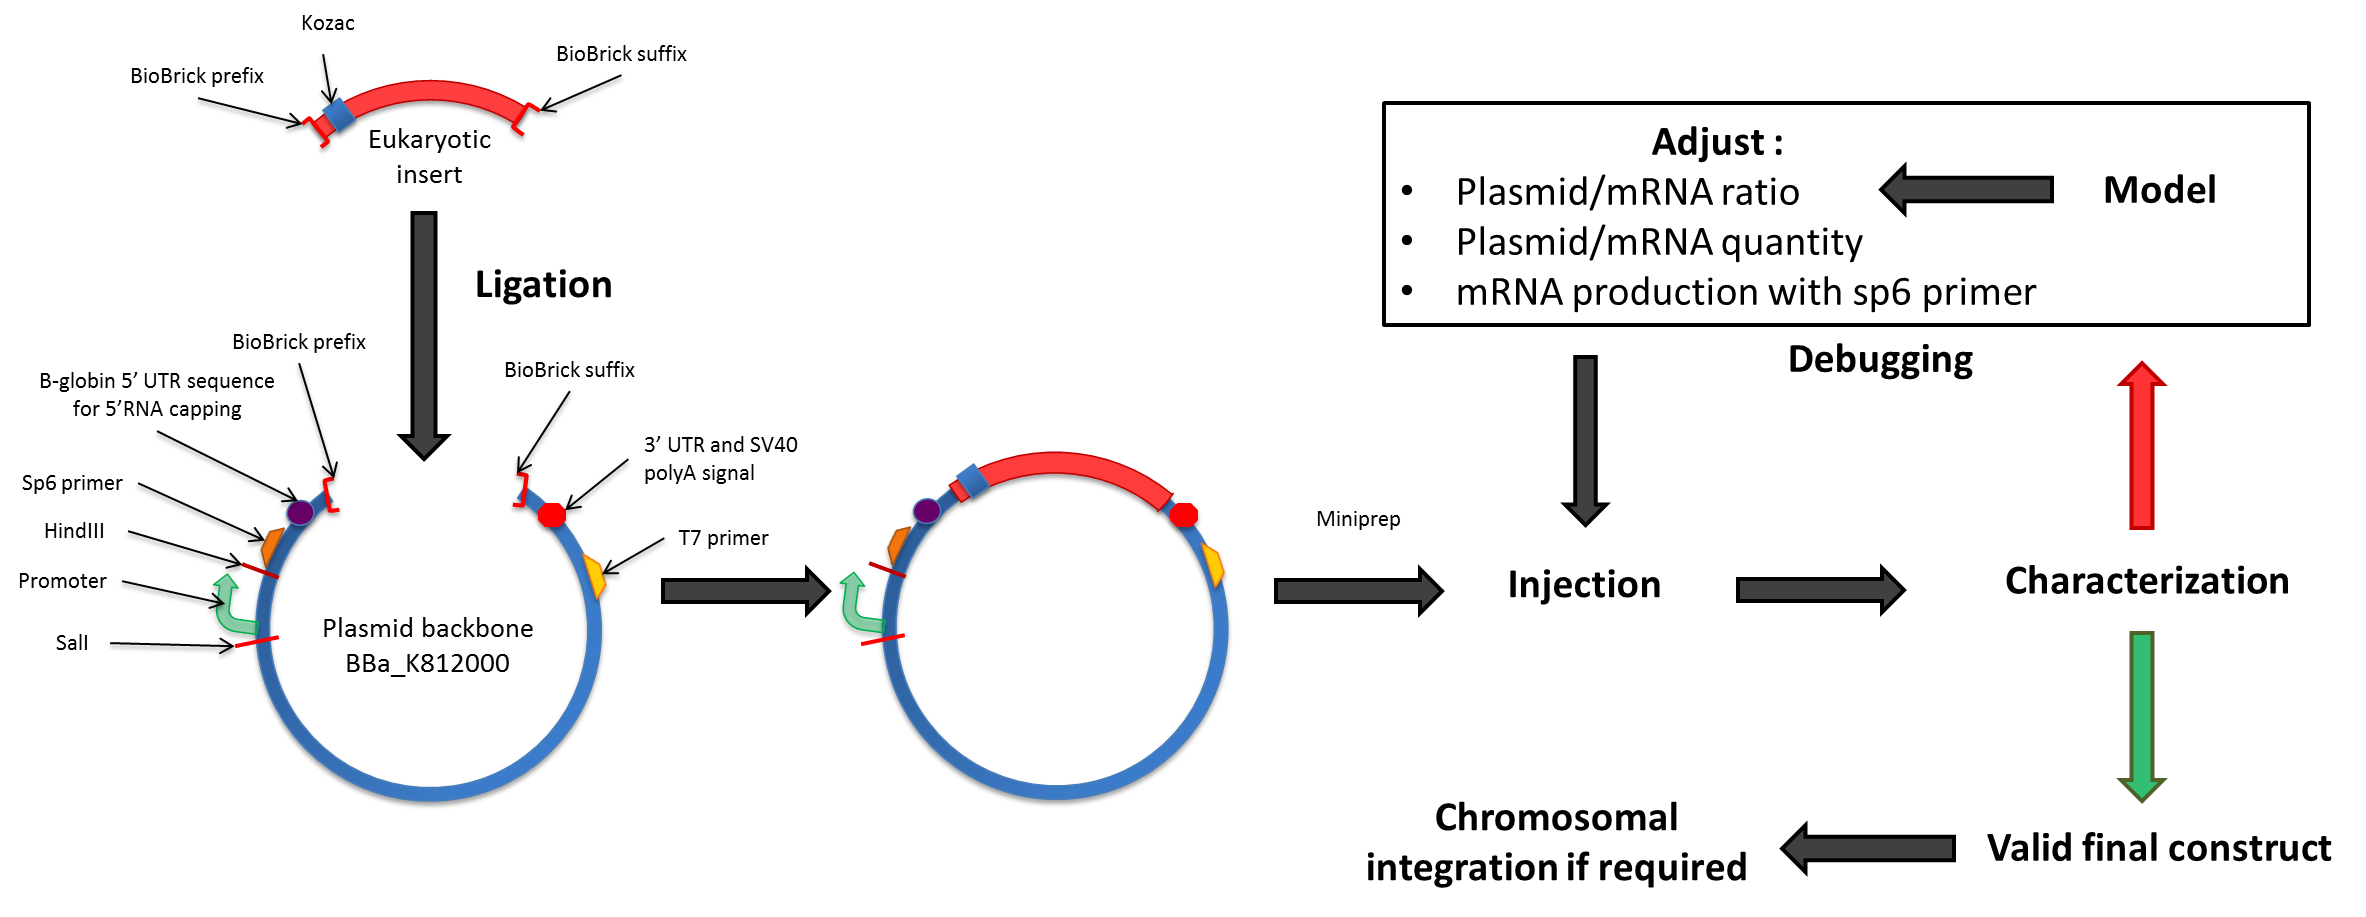 Kozac
BioBrick prefix
BioBrick suffix
Eukaryotic
insert
Ligation
BioBrick prefix
B-globin 5’ UTR sequence
for 5’RNA capping
BioBrick suffix
3’ UTR and SV40
polyA signal
Sp6 primer
HindIII
T7 primer
Promoter
SalI
Plasmid backbone
BBa_K812000
Miniprep
Adjust :
• Plasmid/mRNA ratio
• Plasmid/mRNA quantity
• mRNA production with sp6 primer
Model
Debugging
Injection
Characterization
Valid final construct
Chromosomal
integration if required